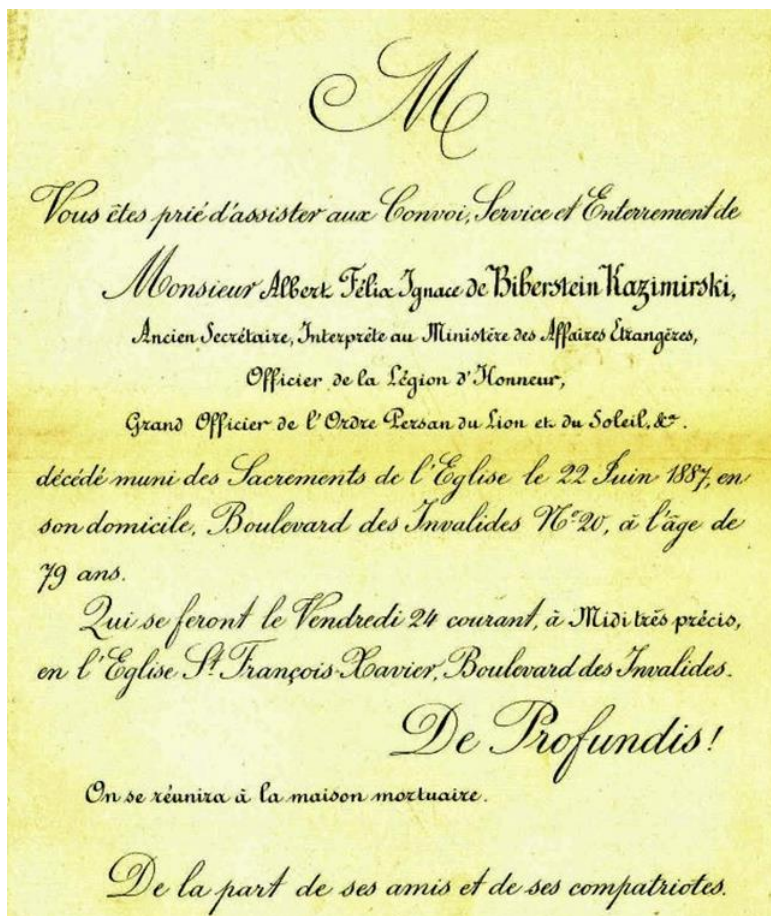 M
Vous êtes prié d'assister aux Convoi, Service et Enterrement de
Monsieur Albert Félix Ignace de Biberstein Kazimirski,
Ancien Secrétaire, Interprète au Ministère des Affaires Etrangères,
Officier de la Légion d'Honneur,
Grand Officier de l'Ordre Persan du Lion et du Soleil, &a.
décédé muni des Sacrements de l'Eglise le 22 Juin 1887, en
son domicile, Boulevard des Invalides No 20, à l'âge de
79 ans.
Qui se feront le Vendredi 24 courant, à Midi très précis,
en l'Eglise St François-Xavier, Boulevard des Invalides.
De Profundis!
On se réunira à la maison mortuaire.
De la part de ses amis et de ses compatriotes.